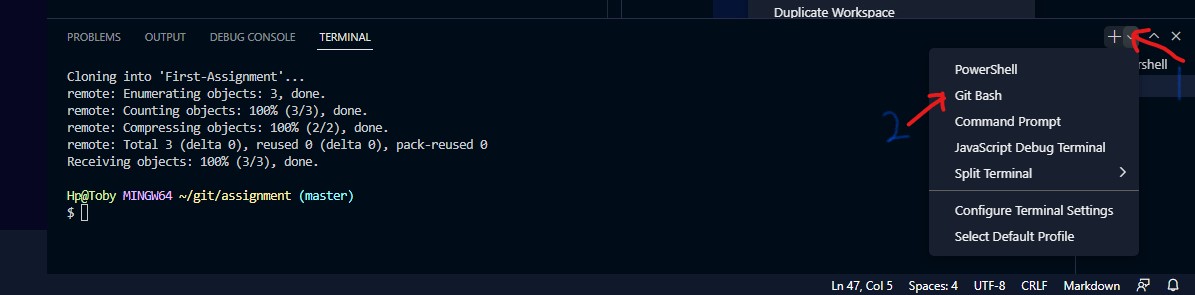 Duplicate Workspace
PROBLEMS OUTPUT DEBUG CONSOLE TERMINAL
Cloning into 'First-Assignment'...
remote: Enumerating objects: 3, done.
remote: Counting objects: 100% (3/3), done.
remote: Compressing objects: 100% (2/2), done.
remote: Total 3 (delta 0), reused 0 (delta 0), pack-reused 0
Receiving objects: 100% (3/3), done.
Hp@Toby MINGW64 ~/git/assignment (master)
$
rshell
1
PowerShell
Git Bash
2
Command Prompt
JavaScript Debug Terminal
Split Terminal
Configure Terminal Settings
Select Default Profile
Ln 47, Col 5 Spaces: 4 UTF-8 CRLF Markdown